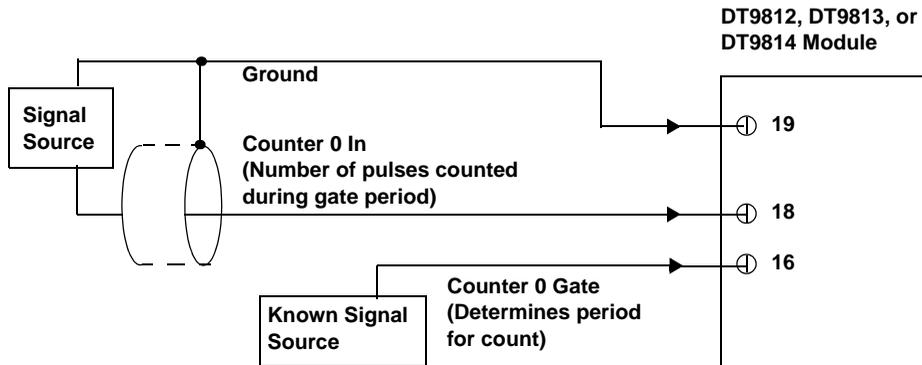 DT9812, DT9813, or
DT9814 Module
Ground
19
Signal
Source
Counter 0 In
(Number of pulses counted
during gate period)
18
16
Counter 0 Gate
(Determines period
for count)
Known Signal
Source